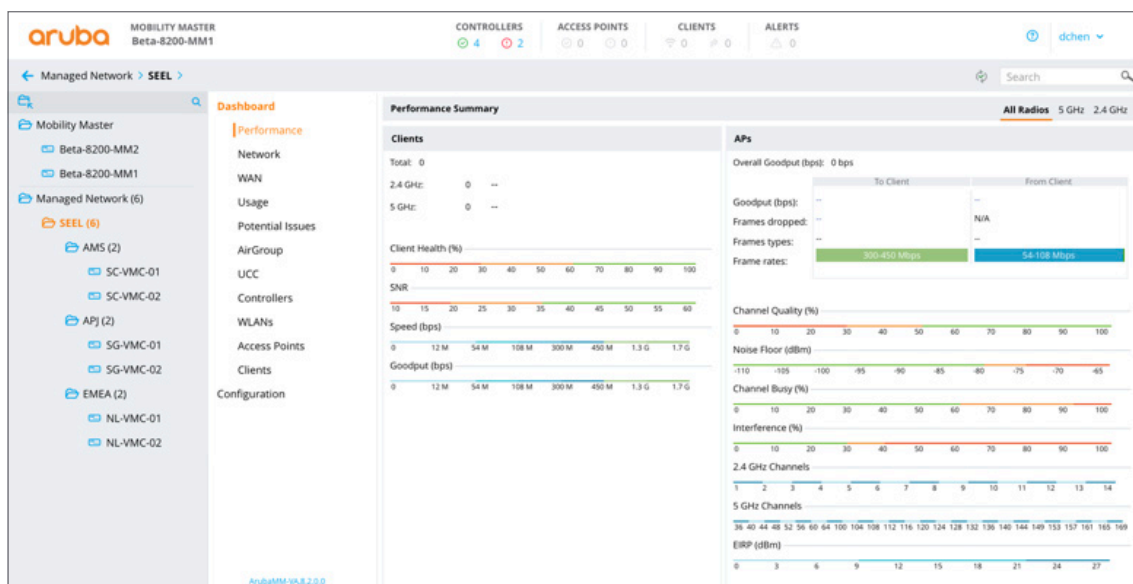 aruba
MOBILITY MASTER
Beta-8200-MM1
CONTROLLERS ACCESS POINTS CLIENTS ALERTS
4 2 0 0 0 0 0
dchen
Managed Network > SEEL >
Search
Mobility Master
Beta-8200-MM2
Beta-8200-MM1
Managed Network (6)
SEEL (6)
AMS (2)
SC-VMC-01
SC-VMC-02
APJ (2)
SG-VMC-01
SG-VMC-02
EMEA (2)
NL-VMC-01
NL-VMC-02
Dashboard
Performance
Network
WAN
Usage
Potential Issues
AirGroup
UCC
Controllers
WLANs
Access Points
Clients
Configuration
ArubaMM-VA,8.2.0.0
Performance Summary
All Radios 5 GHz 2.4 GHz
Clients
Total: 0
2.4 GHz: 0 --
5 GHz: 0 --
Client Health (%)
0 10 20 30 40 50 60 70 80 90 100
SNR
10 15 20 25 30 35 40 45 50 55 60
Speed (bps)
0 12 M 54 M 108 M 300 M 450 M 1.3 G 1.7 G
Goodput (bps)
0 12 M 54 M 108 M 300 M 450 M 1.3 G 1.7 G
APs
Overall Goodput (bps): 0 bps
To Client From Client
Goodput (bps): -- --
Frames dropped: -- N/A
Frames types: -- --
Frame rates: 300-450 Mbps 54-108 Mbps
Channel Quality (%)
0 10 20 30 40 50 60 70 80 90 100
Noise Floor (dBm)
-110 -105 -100 -95 -90 -85 -80 -75 -70 -65
Channel Busy (%)
0 10 20 30 40 50 60 70 80 90 100
Interference (%)
0 10 20 30 40 50 60 70 80 90 100
2.4 GHz Channels
1 2 3 4 5 6 7 8 9 10 11 12 13 14
5 GHz Channels
36 40 44 48 52 56 60 64 100 104 108 112 116 120 124 128 132 136 140 144 149 153 157 161 165 169
EIRP (dBm)
0 3 6 9 12 15 18 21 24 27